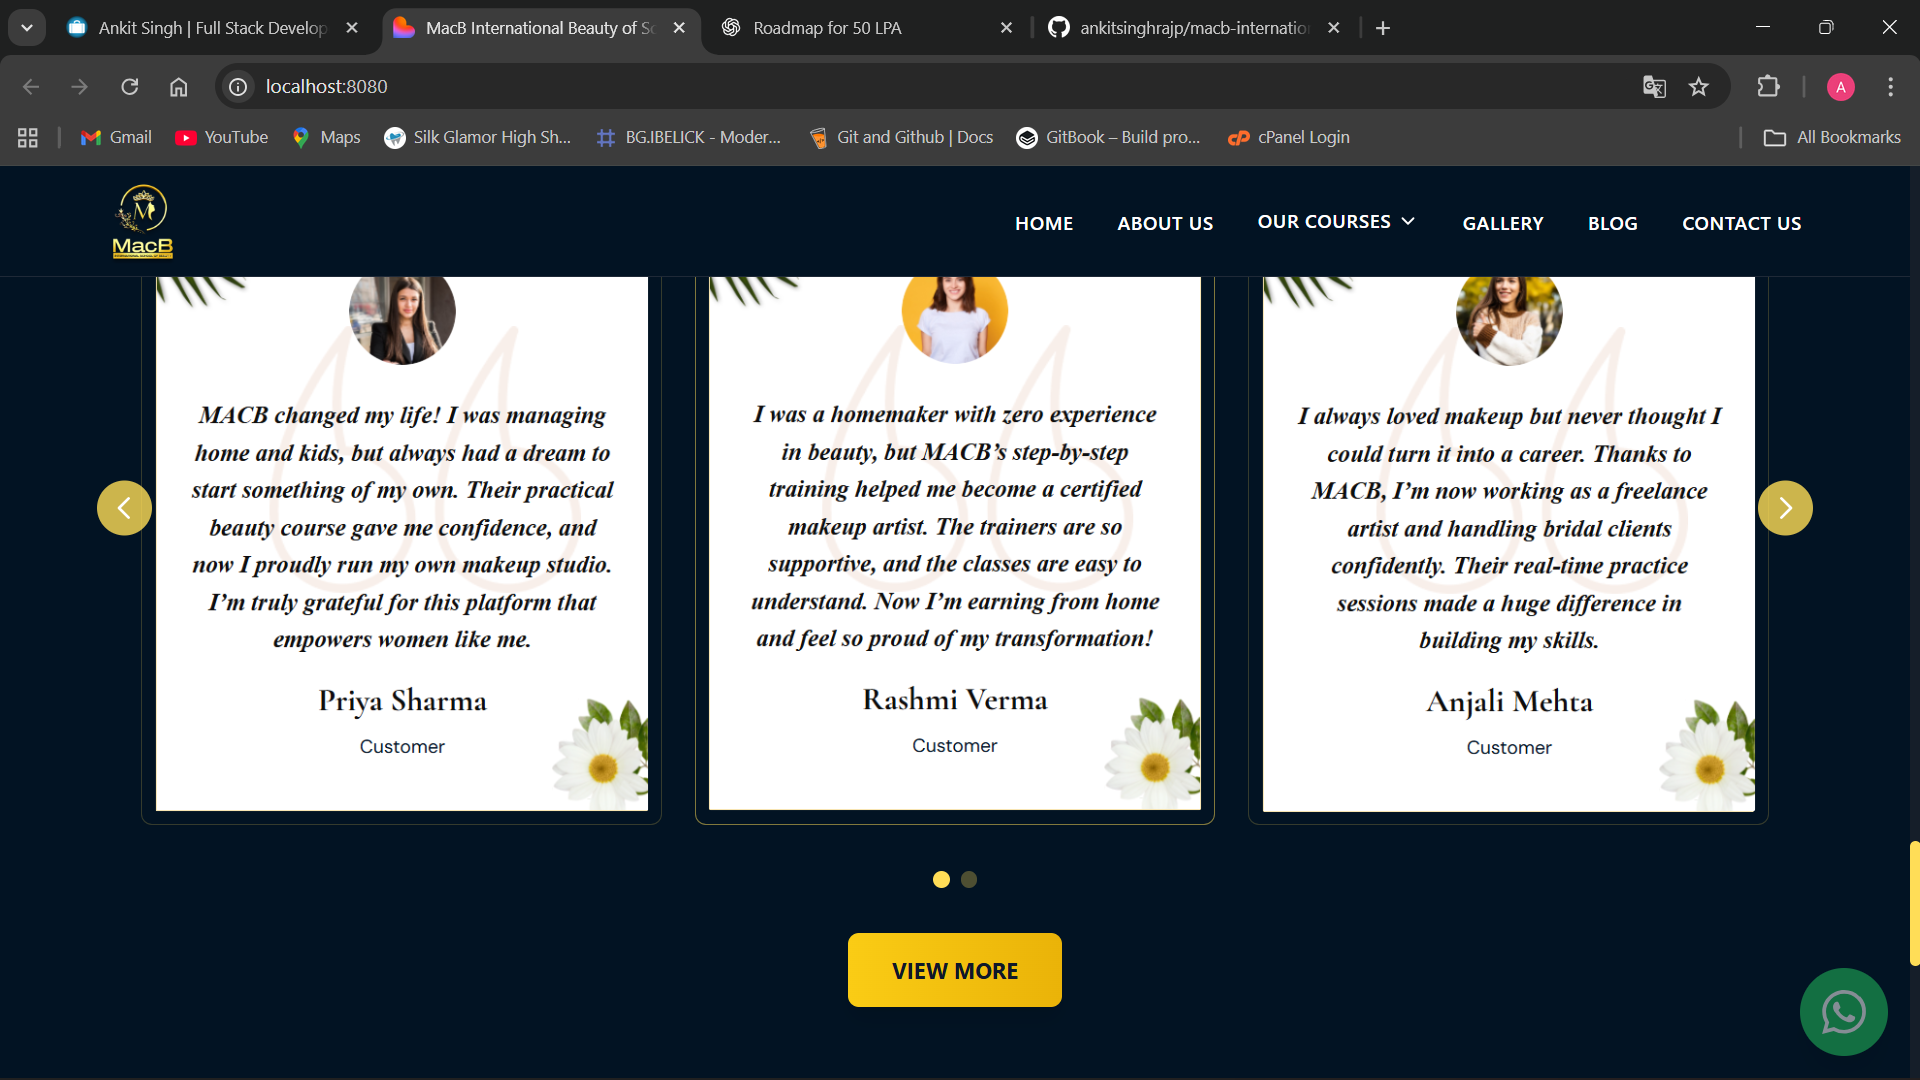 Ankit Singh | Full Stack Develop
MacB International Beauty of Sc
Roadmap for 50 LPA
ankitsinghrajp/macb-internatio
localhost:8080
A
Gmail
YouTube
Maps
Silk Glamor High Sh...
BG.IBELICK - Moder...
Git and Github | Docs
GitBook – Build pro...
cPanel Login
All Bookmarks
M
MacB
HOME
ABOUT US
OUR COURSES
GALLERY
BLOG
CONTACT US
MACB changed my life! I was managing
home and kids, but always had a dream to
start something of my own. Their practical
beauty course gave me confidence, and
now I proudly run my own makeup studio.
I’m truly grateful for this platform that
empowers women like me.
Priya Sharma
Customer
I was a homemaker with zero experience
in beauty, but MACB’s step-by-step
training helped me become a certified
makeup artist. The trainers are so
supportive, and the classes are easy to
understand. Now I’m earning from home
and feel so proud of my transformation!
Rashmi Verma
Customer
I always loved makeup but never thought I
could turn it into a career. Thanks to
MACB, I’m now working as a freelance
artist and handling bridal clients
confidently. Their real-time practice
sessions made a huge difference in
building my skills.
Anjali Mehta
Customer
VIEW MORE